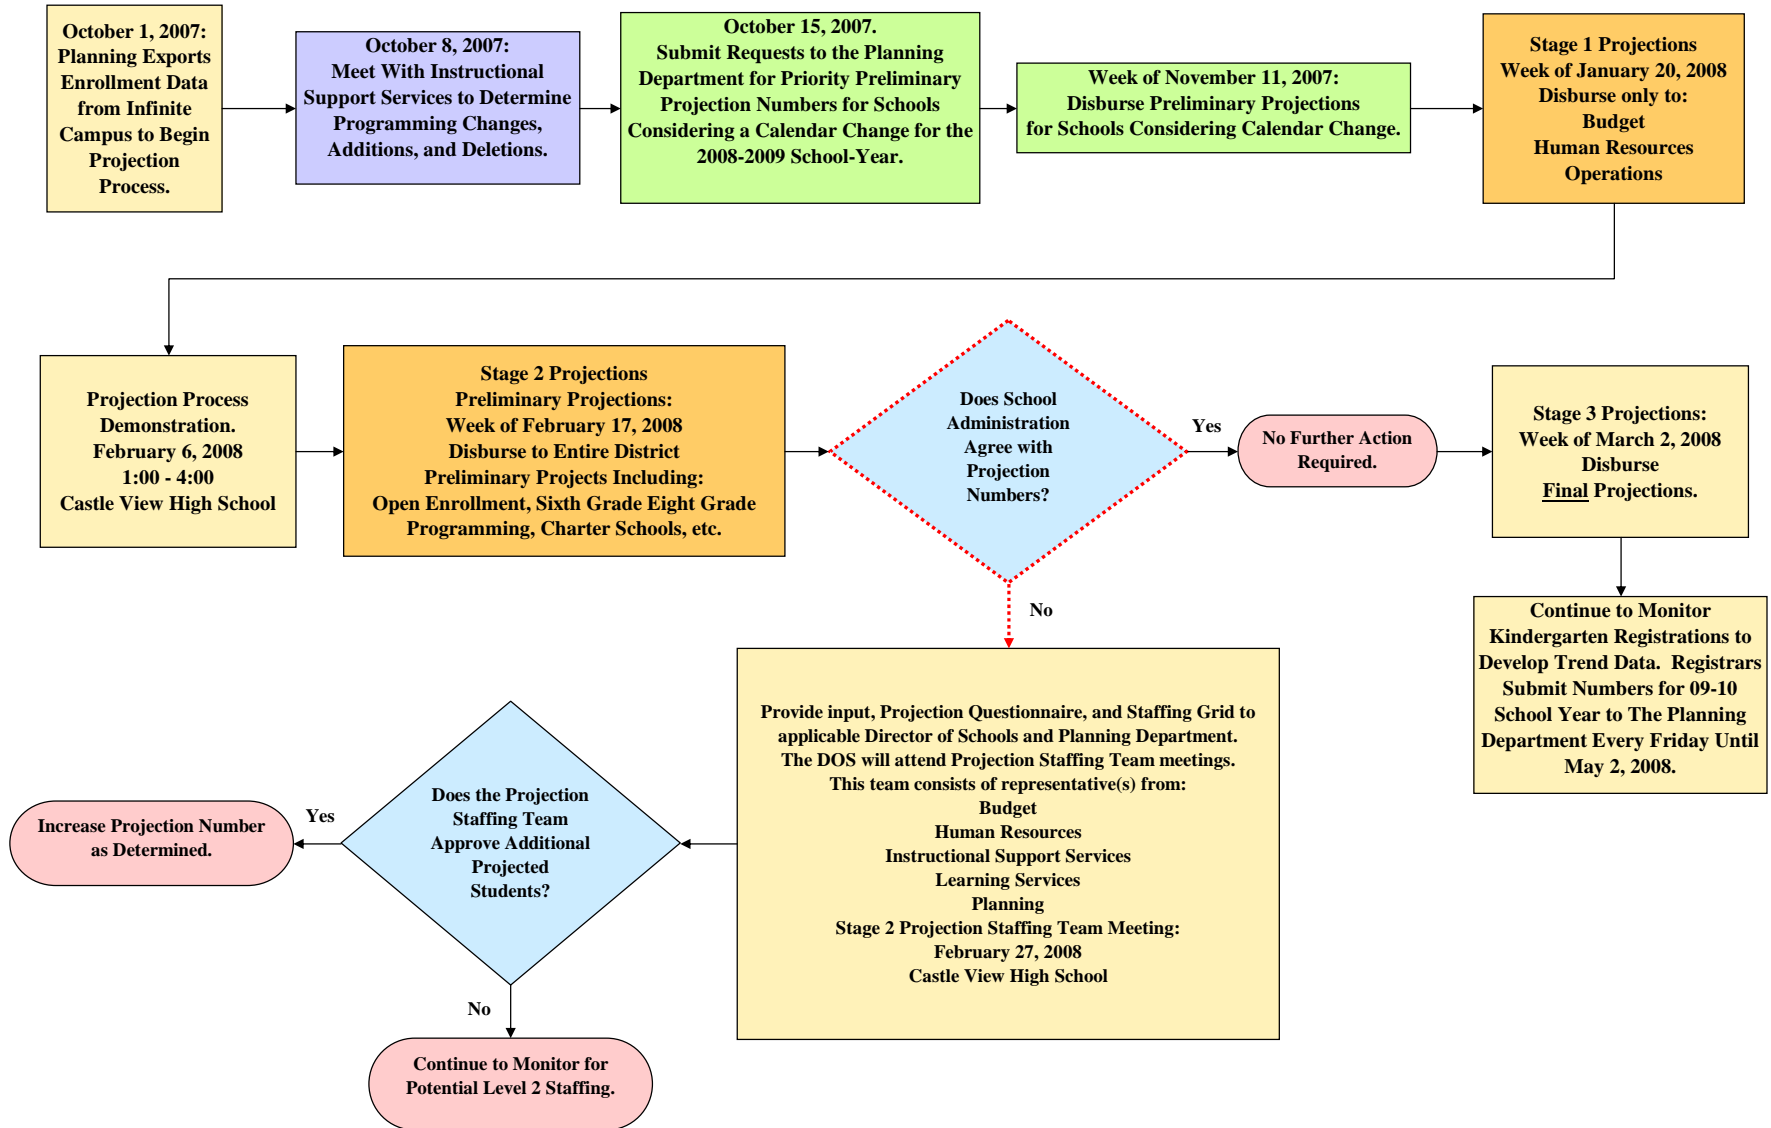 October 1, 2007:
Planning Exports
Enrollment Data
from Infinite
Campus to Begin
Projection
Process.
October 8, 2007:
Meet With Instructional
Support Services to Determine
Programming Changes,
Additions, and Deletions.
October 15, 2007.
Submit Requests to the Planning
Department for Priority Preliminary
Projection Numbers for Schools
Considering a Calendar Change for the
2008-2009 School-Year.
Week of November 11, 2007:
Disburse Preliminary Projections
for Schools Considering Calendar Change.
Stage 1 Projections
Week of January 20, 2008
Disburse only to:
Budget
Human Resources
Operations
Projection Process
Demonstration.
February 6, 2008
1:00 - 4:00
Castle View High School
Stage 2 Projections
Preliminary Projections:
Week of February 17, 2008
Disburse to Entire District
Preliminary Projects Including:
Open Enrollment, Sixth Grade Eight Grade
Programming, Charter Schools, etc.
Does School
Administration
Agree with
Projection
Numbers?
Yes
No Further Action
Required.
Stage 3 Projections:
Week of March 2, 2008
Disburse
Final Projections.
No
Continue to Monitor
Kindergarten Registrations to
Develop Trend Data.  Registrars
Submit Numbers for 09-10
School Year to The Planning
Department Every Friday Until
May 2, 2008.
Provide input, Projection Questionnaire, and Staffing Grid to
applicable Director of Schools and Planning Department.
The DOS will attend Projection Staffing Team meetings.
This team consists of representative(s) from:
Budget
Human Resources
Instructional Support Services
Learning Services
Planning
Stage 2 Projection Staffing Team Meeting:
February 27, 2008
Castle View High School
Does the Projection
Staffing Team
Approve Additional
Projected
Students?
Yes
Increase Projection Number
as Determined.
No
Continue to Monitor for
Potential Level 2 Staffing.